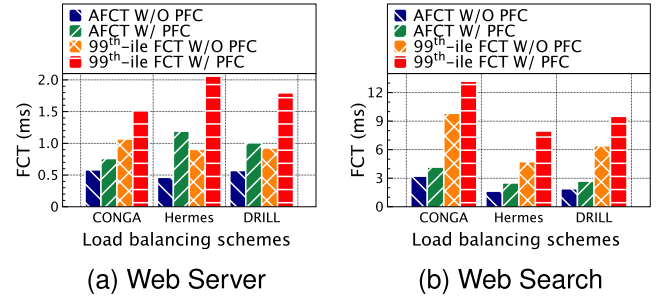 AFCT W/O PFC
AFCT W/ PFC
99th-ile FCT W/O PFC
99th-ile FCT W/ PFC
2.0
1.5
1.0
0.5
0
FCT (ms)
CONGA Hermes DRILL
Load balancing schemes
(a) Web Server
AFCT W/O PFC
AFCT W/ PFC
99th-ile FCT W/O PFC
99th-ile FCT W/ PFC
12
9
6
3
0
FCT (ms)
CONGA Hermes DRILL
Load balancing schemes
(b) Web Search